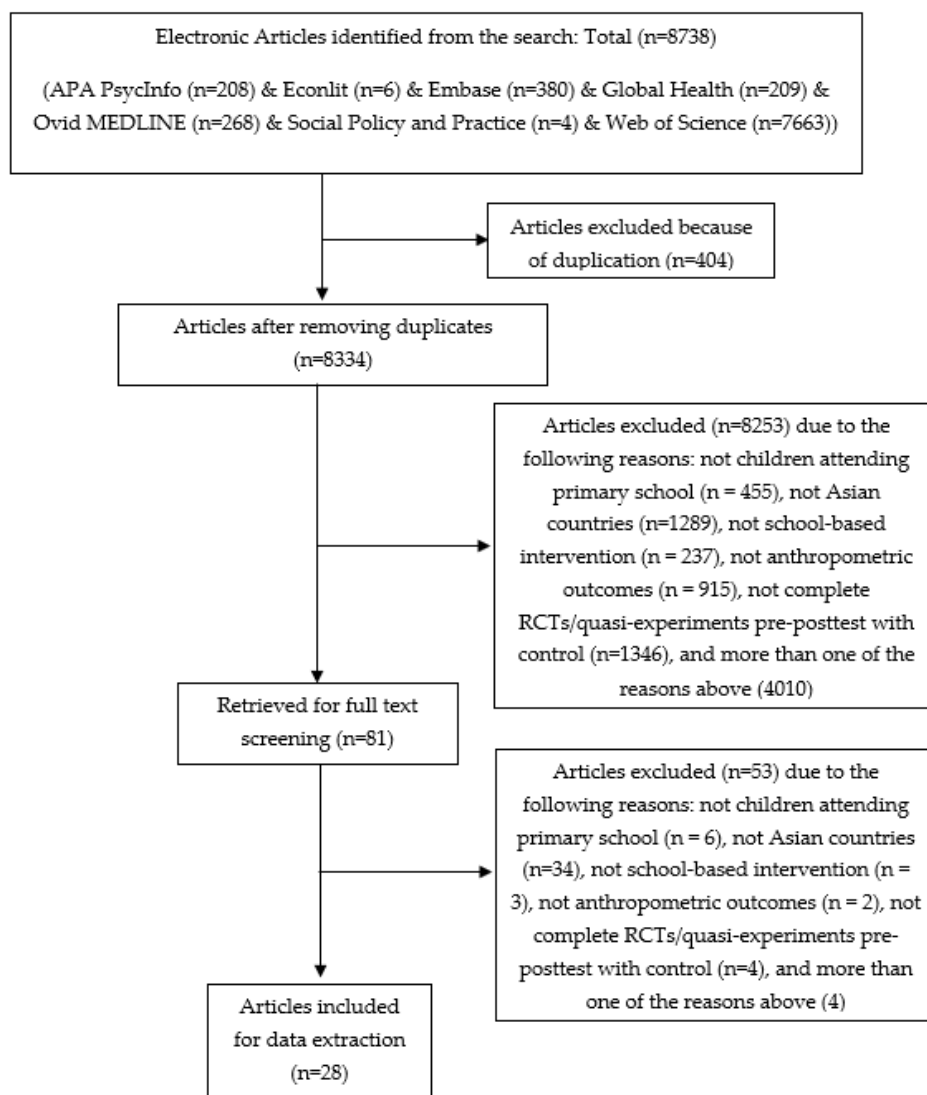 Electronic Articles identified from the search: Total (n=8738)
(APA PsycInfo (n=208) & Econlit (n=6) & Embase (n=380) & Global Health (n=209) &
Ovid MEDLINE (n=268) & Social Policy and Practice (n=4) & Web of Science (n=7663))
Articles excluded because
of duplication (n=404)
Articles after removing duplicates
(n=8334)
Articles excluded (n=8253) due to the
following reasons: not children attending
primary school (n = 455), not Asian
countries (n=1289), not school-based
intervention (n = 237), not anthropometric
outcomes (n = 915), not complete
RCTs/quasi-experiments pre-posttest with
control (n=1346), and more than one of the
reasons above (4010)
Retrieved for full text
screening (n=81)
Articles excluded (n=53) due to the
following reasons: not children attending
primary school (n = 6), not Asian countries
(n=34), not school-based intervention (n =
3), not anthropometric outcomes (n = 2), not
complete RCTs/quasi-experiments pre-
posttest with control (n=4), and more than
one of the reasons above (4)
Articles included
for data extraction
(n=28)